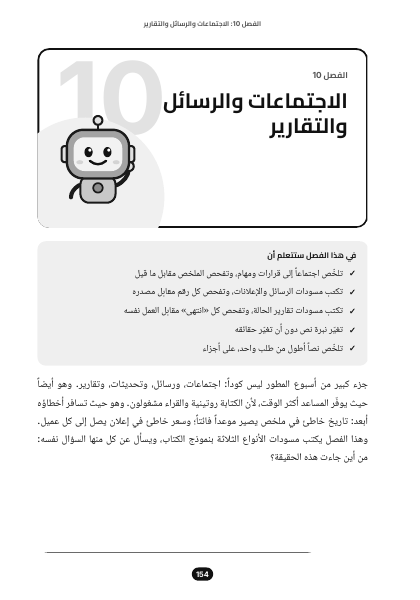 الفصل 10: الاجتماعات والرسائل والتقارير
10
الفصل 10
الاجتماعات والرسائل
والتقارير
في هذا الفصل ستتعلم أن
✓ تلخّص اجتماعاً إلى قرارات ومهام، وتفحص الملخص مقابل ما قيل
✓ تكتب مسودات الرسائل والإعلانات، وتفحص كل رقم مقابل مصدره
✓ تكتب مسودات تقارير الحالة، وتفحص كل «انتهى» مقابل العمل نفسه
✓ تغيّر نبرة نص دون أن تغيّر حقائقه
✓ تلخّص نصاً أطول من طلب واحد، على أجزاء
جزء كبير من أسبوع المطور ليس كوداً: اجتماعات، ورسائل، وتحديثات، وتقارير. وهو أيضاً
حيث يوفّر المساعد أكثر الوقت، لأن الكتابة روتينية والقراء مشغولون. وهو حيث تسافر أخطاؤه
أبعد: تاريخ خاطئ في ملخص يصير موعداً فائتاً؛ وسعر خاطئ في إعلان يصل إلى كل عميل.
وهذا الفصل يكتب مسودات الأنواع الثلاثة بنموذج الكتاب، ويسأل عن كل منها السؤال نفسه:
من أين جاءت هذه الحقيقة؟
154